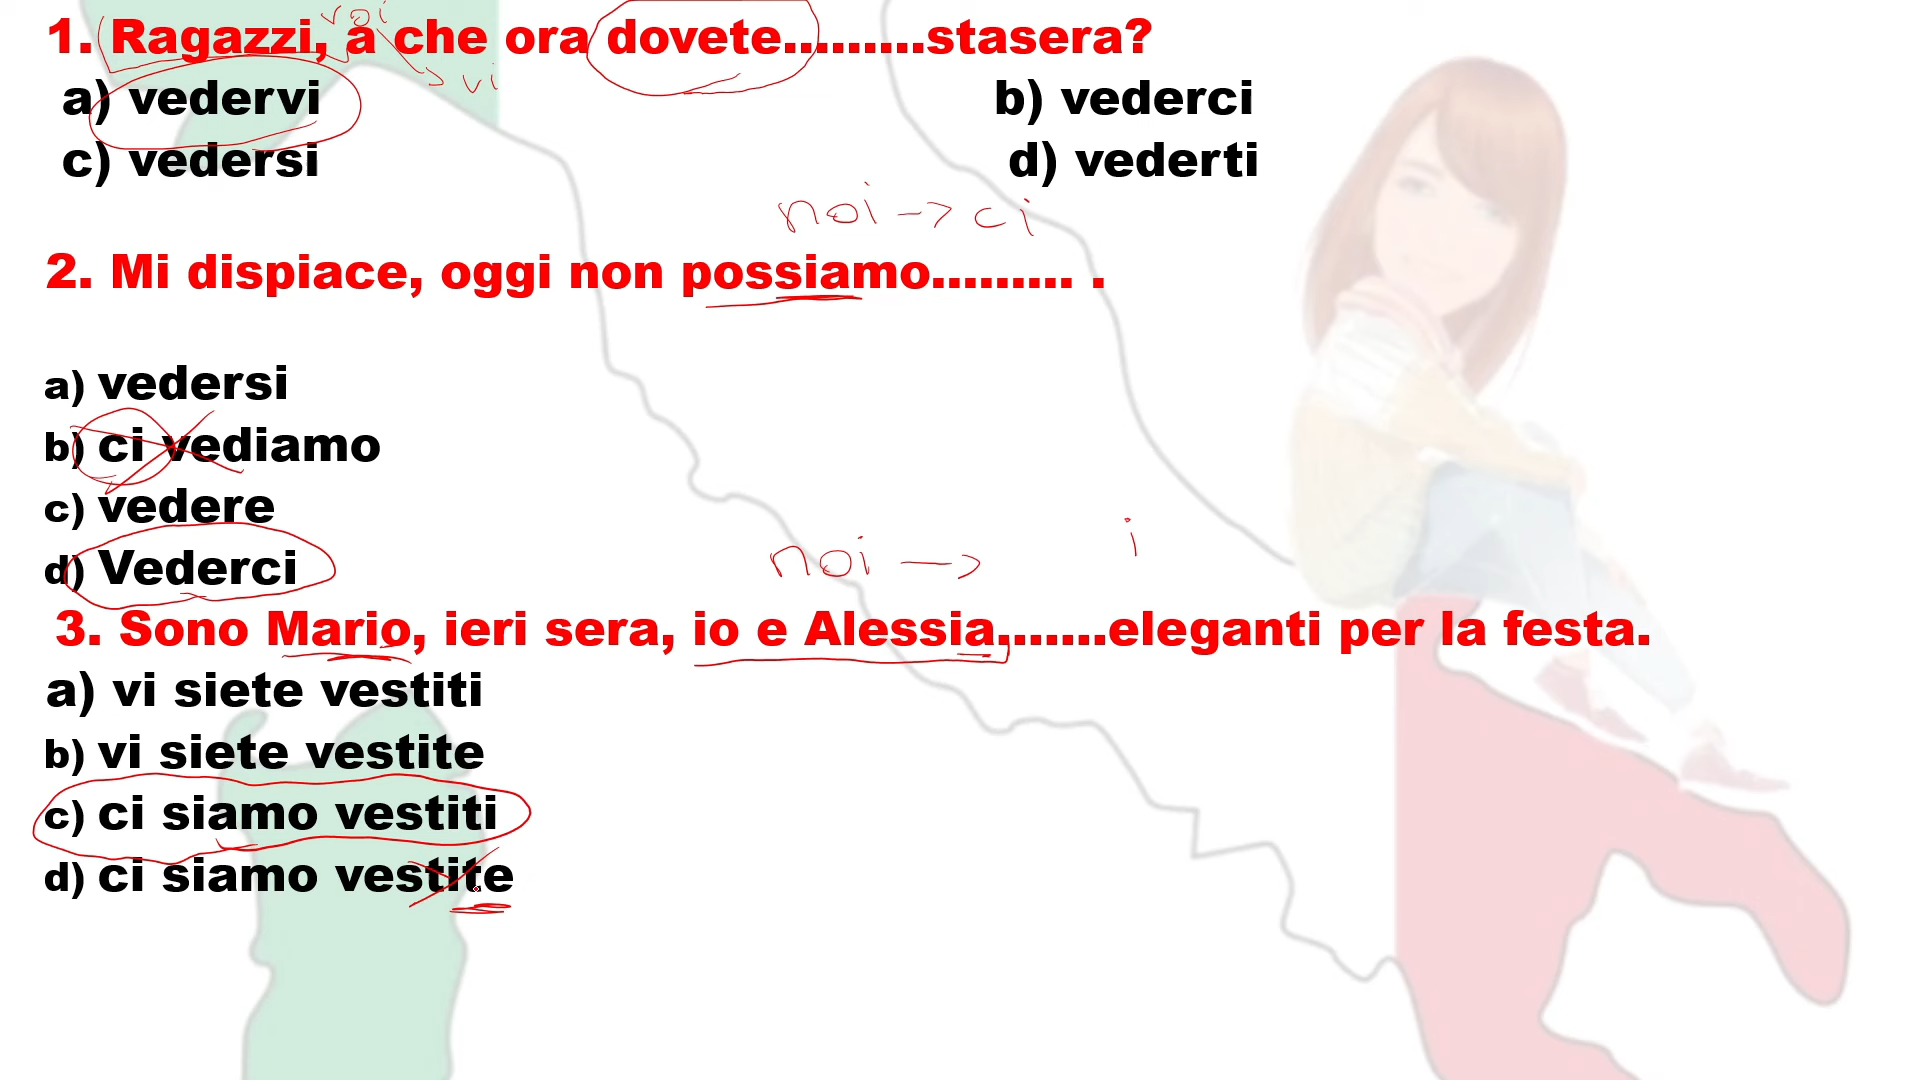 voi
1. Ragazzi, a che ora dovete.........stasera?
vi
a) vedervi b) vederci
c) vedersi d) vederti
noi -> ci
2. Mi dispiace, oggi non possiamo......... .
a) vedersi
b) ci vediamo
c) vedere
d) Vederci
noi -> i
3. Sono Mario, ieri sera, io e Alessia.......eleganti per la festa.
a) vi siete vestiti
b) vi siete vestite
c) ci siamo vestiti
d) ci siamo vestite